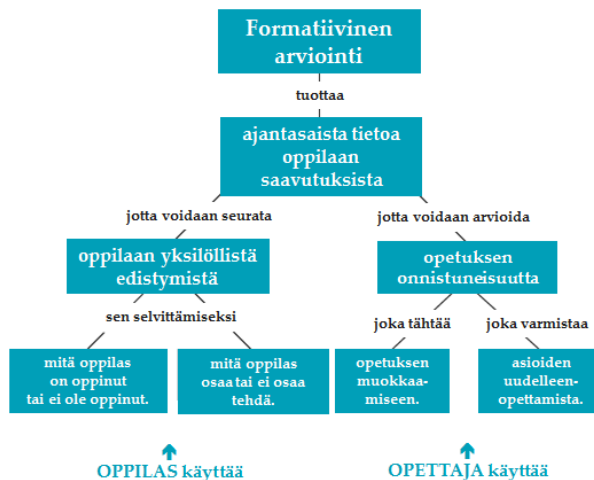 Formatiivinen
arviointi
tuottaa
ajantasaista tietoa
oppilaan
saavutuksista
jotta voidaan seurata
jotta voidaan arvioida
oppilaan yksilöllistä
edistymistä
opetuksen
onnistuneisuutta
sen selvittämiseksi
joka tähtää
joka varmistaa
mitä oppilas
on oppinut
tai ei ole oppinut.
mitä oppilas
osaa tai ei osaa
tehdä.
opetuksen
muokkaa-
miseen.
asioiden
uudelleen-
opettamista.
OPPILAS käyttää
OPETTAJA käyttää